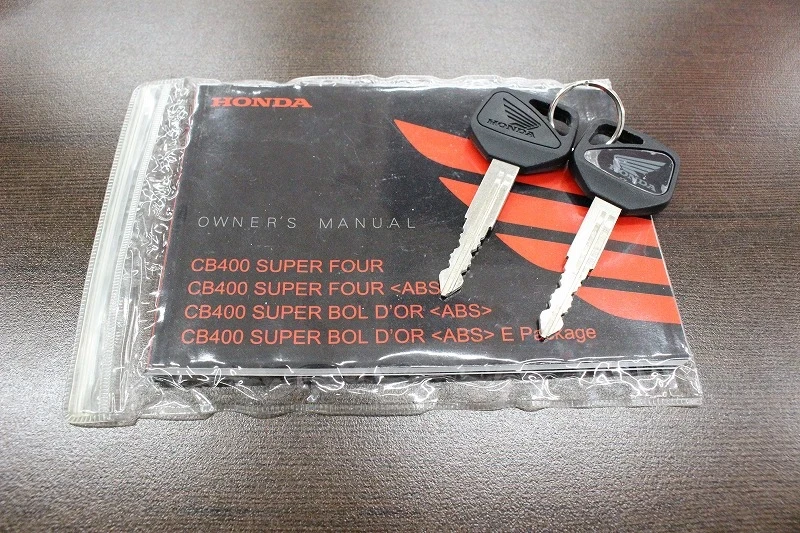 HONDA
HONDA
HONDA
OWNER'S MANUAL
CB400 SUPER FOUR
CB400 SUPER FOUR <ABS
CB400 SUPER BOL D'OR <ABS>
CB400 SUPER BOL D'OR <ABS> E Package